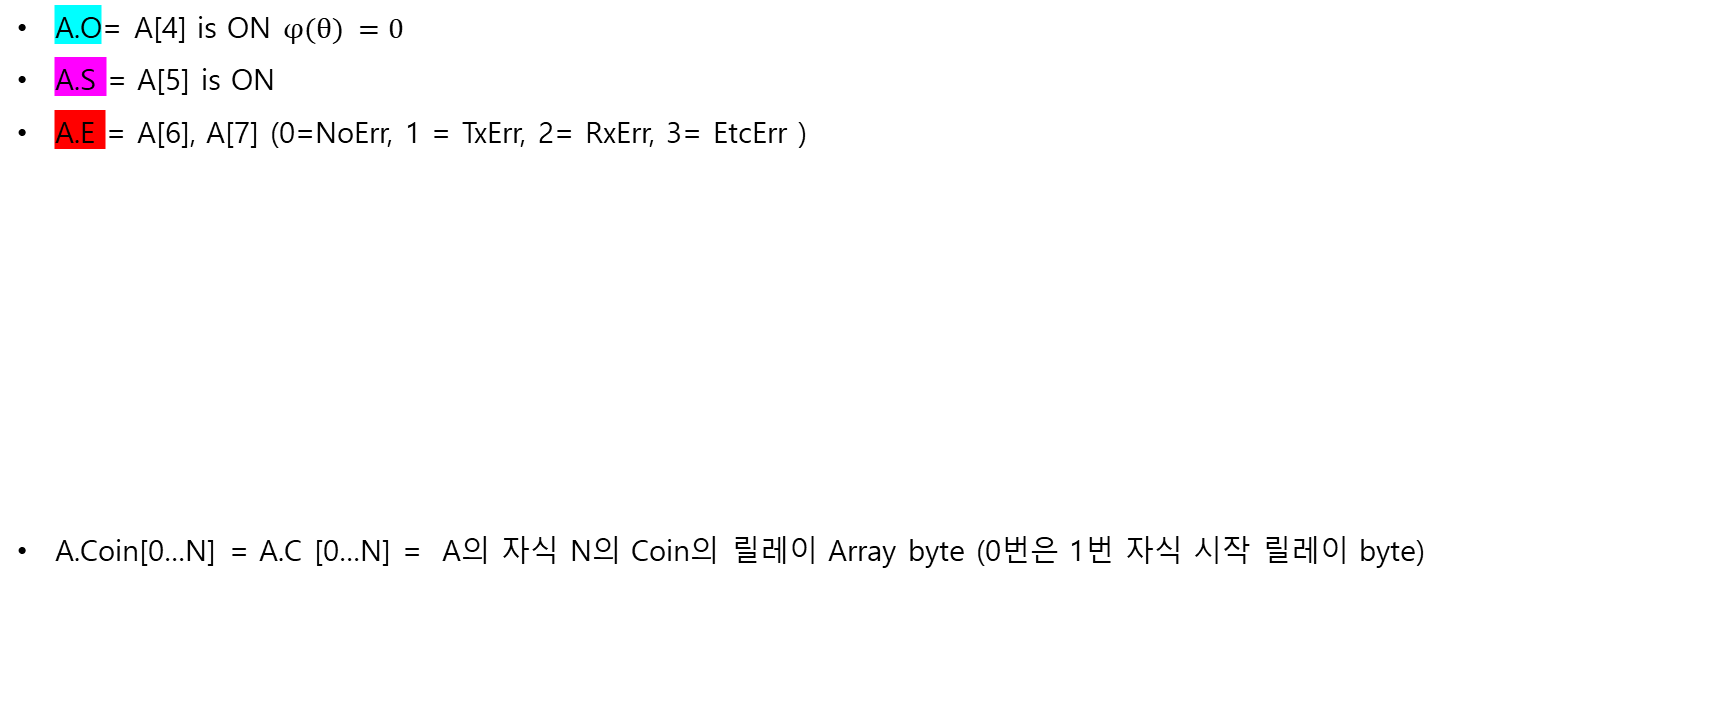 • A.O= A[4] is ON φ(θ) = 0
• A.S = A[5] is ON
• A.E = A[6], A[7] (0=NoErr, 1 = TxErr, 2= RxErr, 3= EtcErr )
• A.Coin[0…N] = A.C [0…N] = A의 자식 N의 Coin의 릴레이 Array byte (0번은 1번 자식 시작 릴레이 byte)